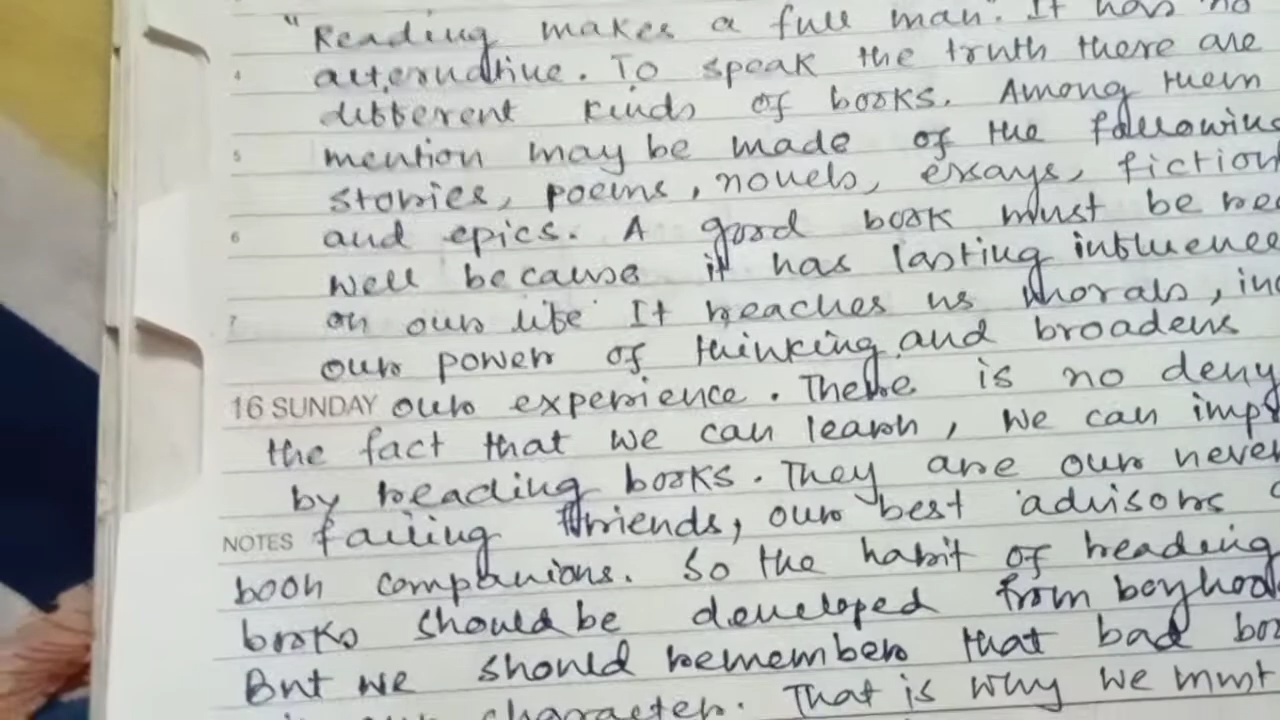 "Reading makes a full man". It has no
4 alternative. To speak the truth there are
different kinds of books. Among them
5 mention may be made of the following
stories, poems, novels, essays, fiction
6 and epics. A good book must be rea
well because it has lasting influence
7 on our life It teaches us morals, inc
our power of thinking and broadens
16 SUNDAY our experience. There is no deny
the fact that we can learn, we can imp
by reading books. They are our never
NOTES failing friends, our best advisors
boon companions. So the habit of reading
books should be developed from boyhood
But we should remember that bad boo
character. That is why we must